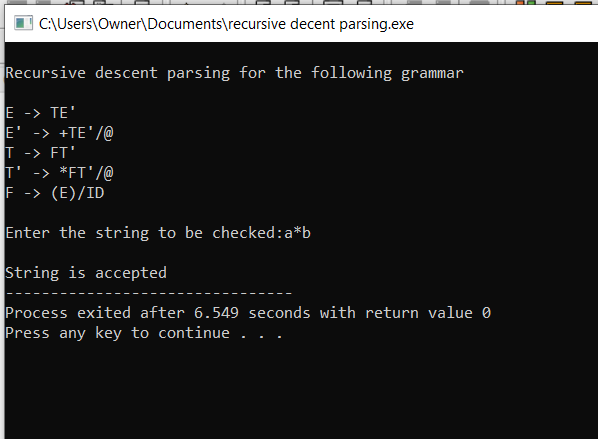 C:\Users\Owner\Documents\recursive decent parsing.exe
Recursive descent parsing for the following grammar
E -> TE'
E' -> +TE'/@
T -> FT'
T' -> *FT'/@
F -> (E)/ID
Enter the string to be checked:a*b
String is accepted
--------------------------------
Process exited after 6.549 seconds with return value 0
Press any key to continue . . .